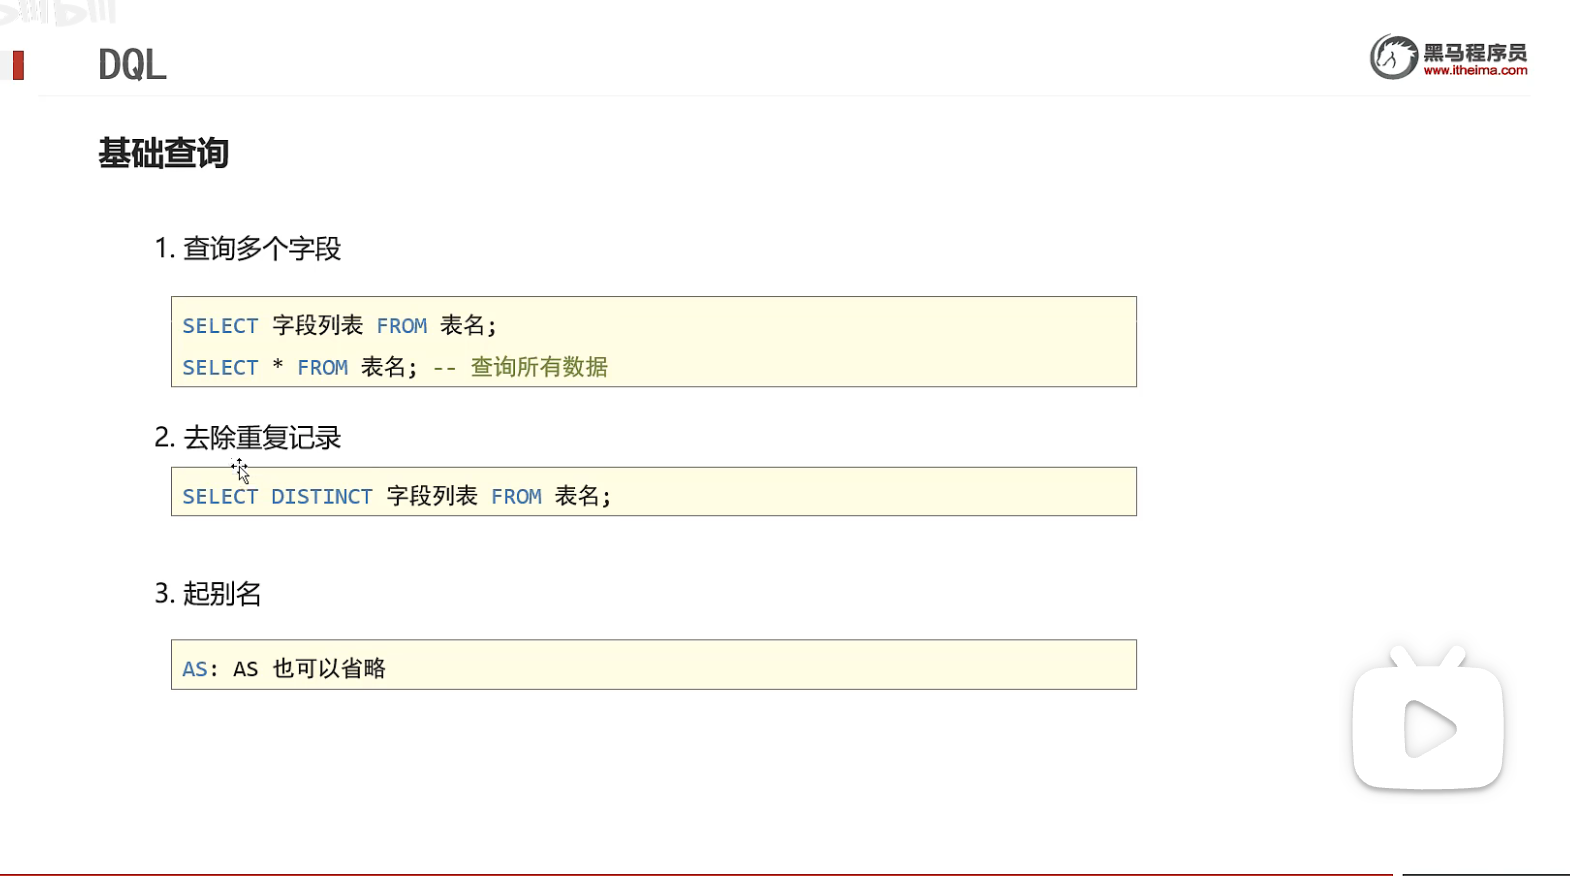 bilibili
DQL
黑马程序员
www.itheima.com
基础查询
1. 查询多个字段
SELECT 字段列表 FROM 表名;
SELECT * FROM 表名; -- 查询所有数据
2. 去除重复记录
SELECT DISTINCT 字段列表 FROM 表名;
3. 起别名
AS: AS 也可以省略